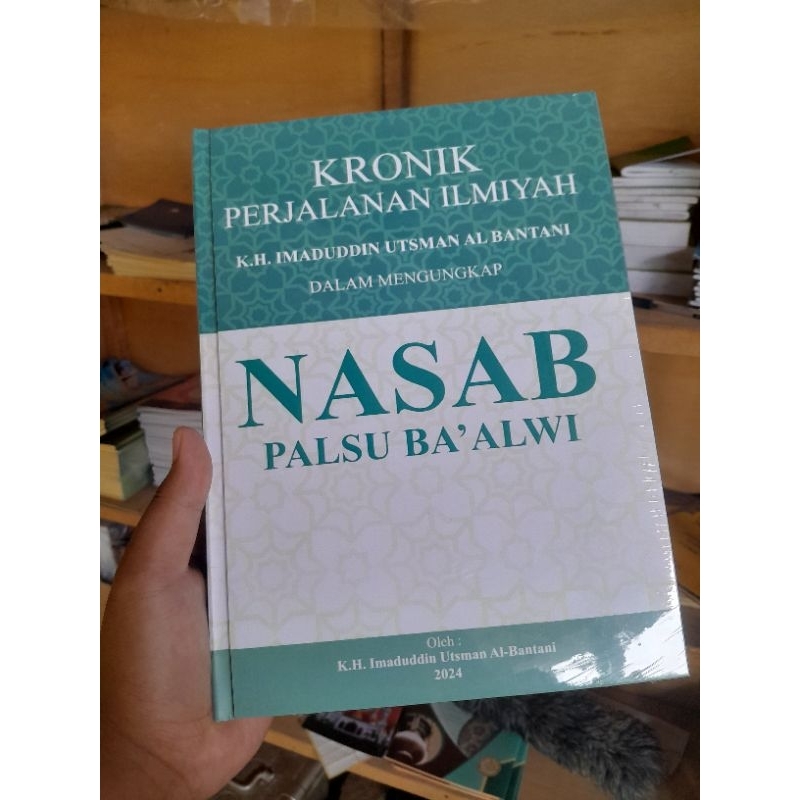 KRONIK
PERJALANAN ILMIYAH
K.H. IMADUDDIN UTSMAN AL BANTANI
DALAM MENGUNGKAP
NASAB
PALSU BA'ALWI
Oleh :
K.H. Imaduddin Utsman Al-Bantani
2024